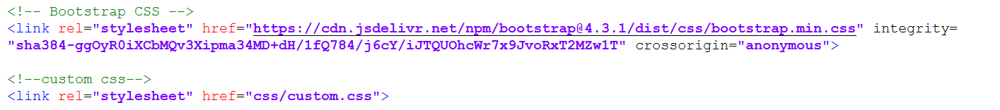 <!-- Bootstrap CSS -->
<link rel="stylesheet" href="https://cdn.jsdelivr.net/npm/bootstrap@4.3.1/dist/css/bootstrap.min.css" integrity=
"sha384-ggOyR0iXCbMQv3Xipma34MD+dH/1fQ784/j6cY/iJTQUOhcWr7x9JvoRxT2MZw1T" crossorigin="anonymous">
<!--custom css-->
<link rel="stylesheet" href="css/custom.css">